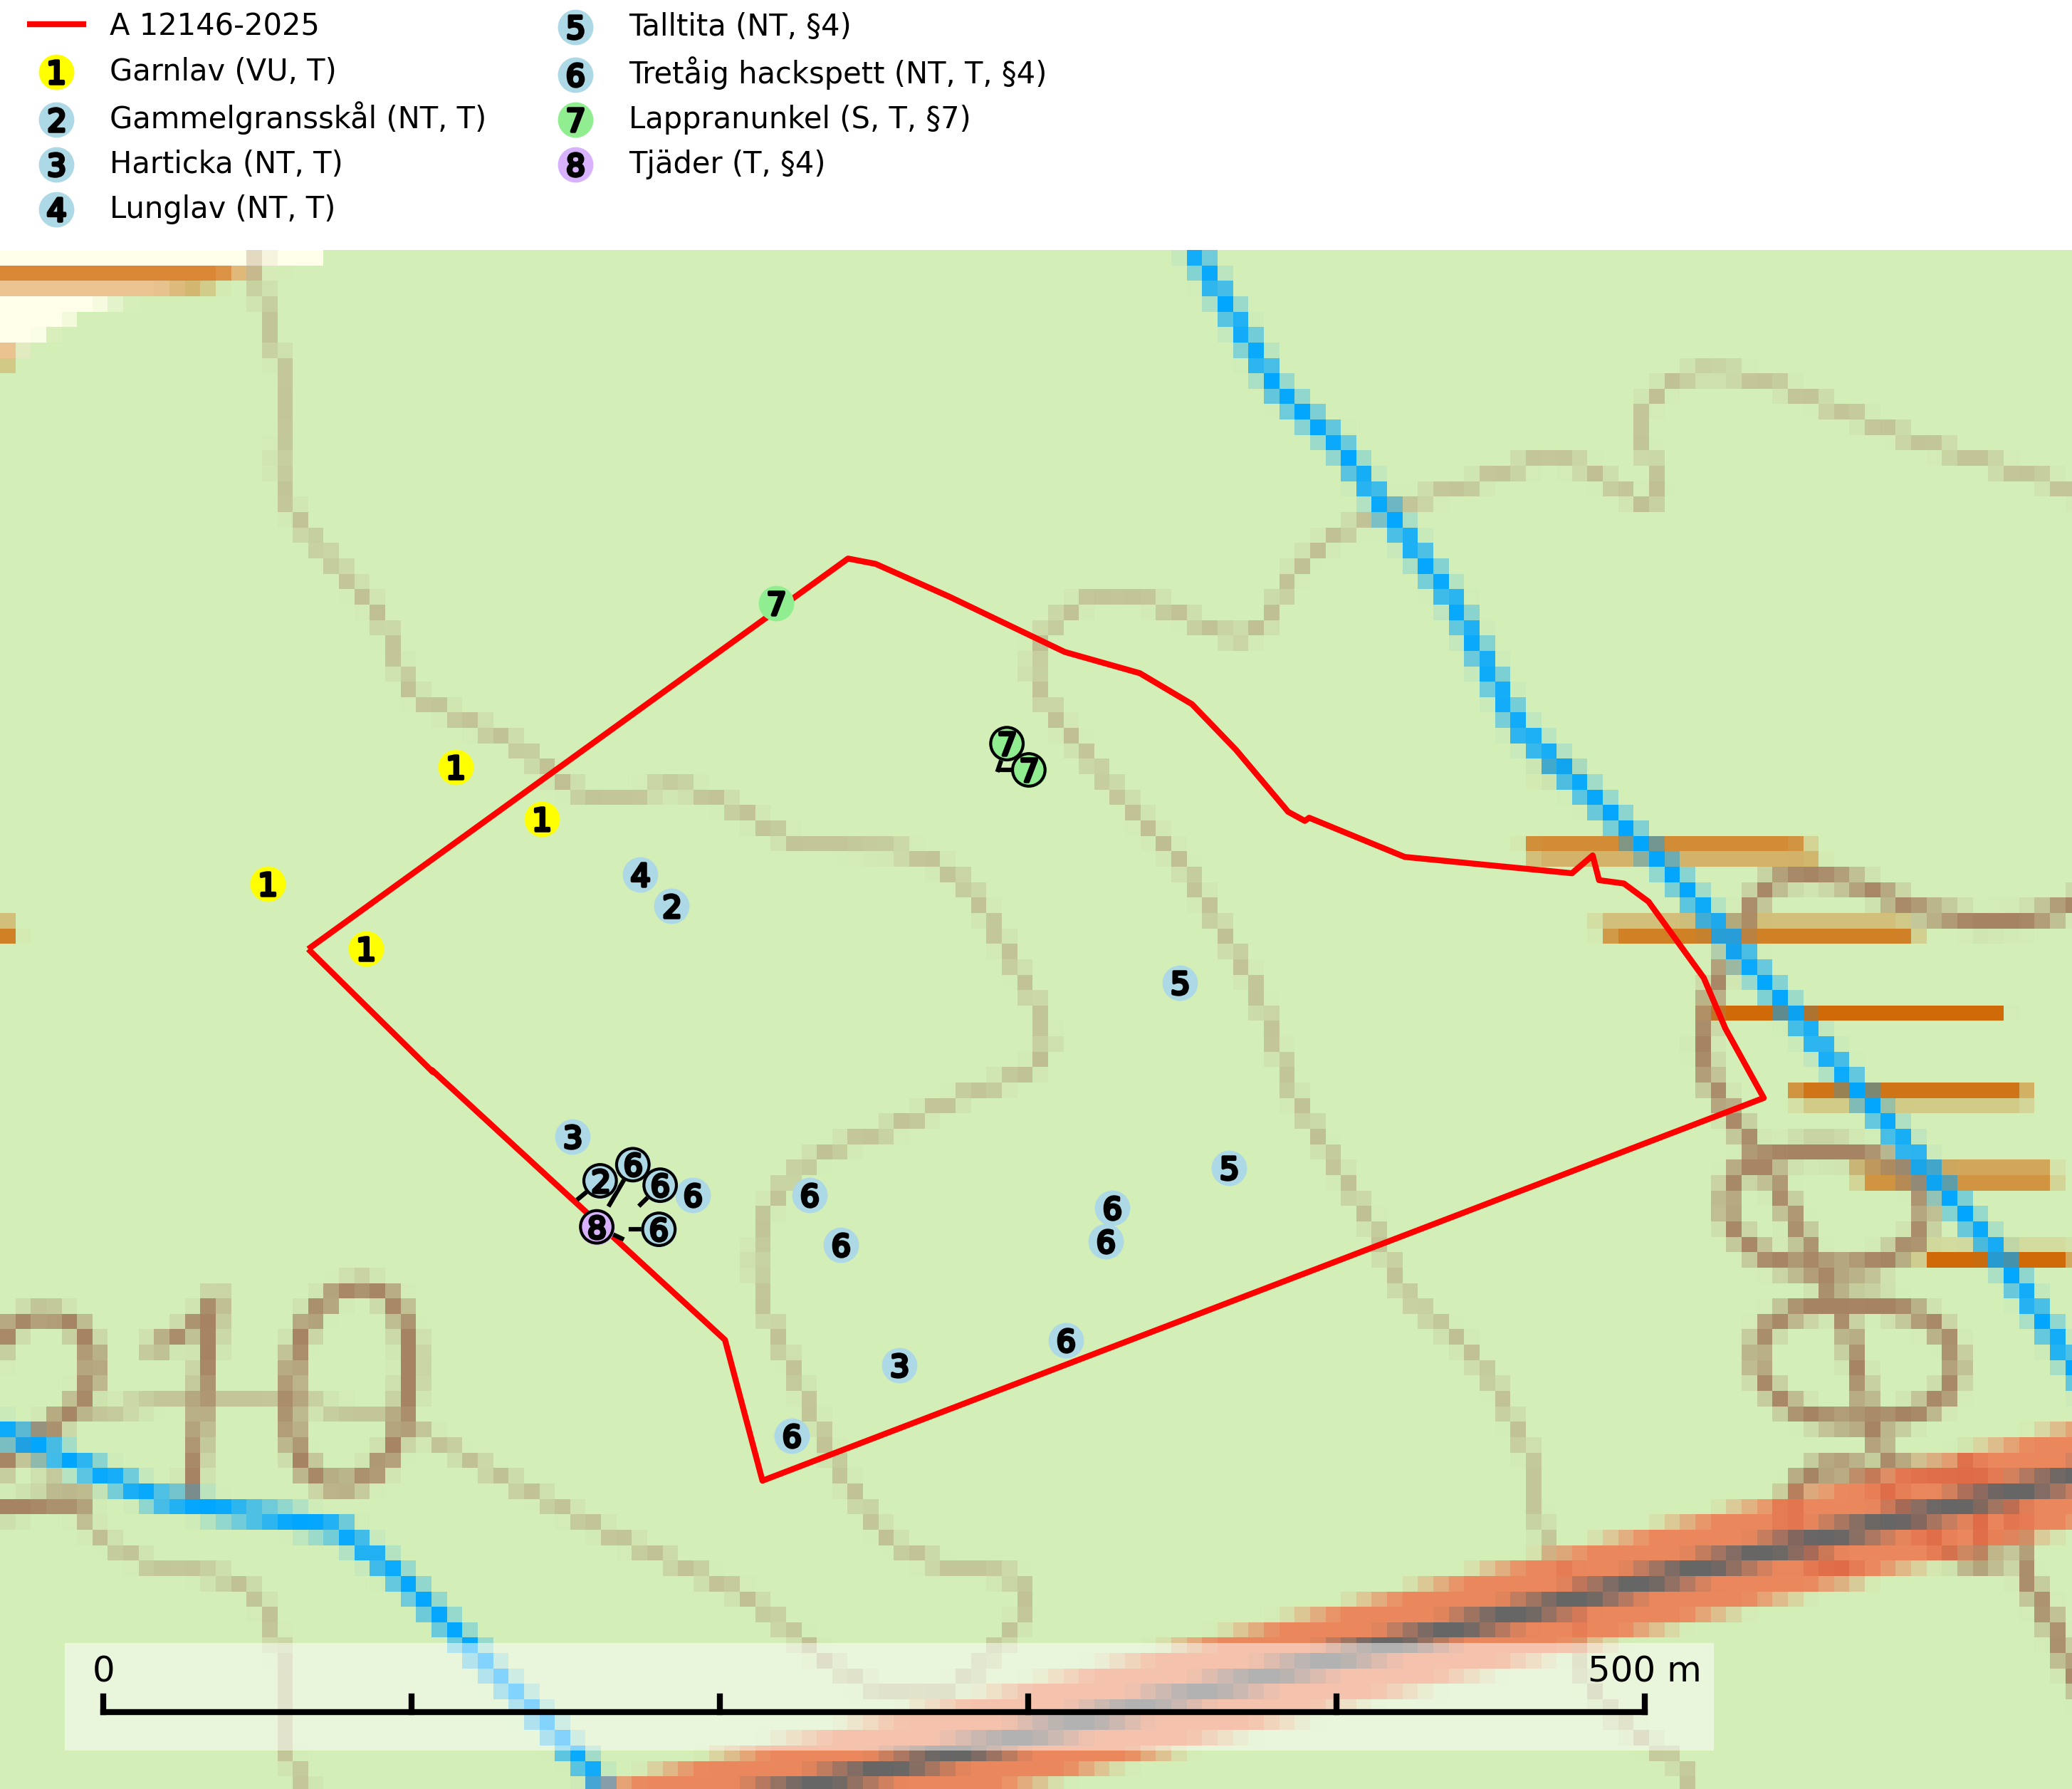 A 12146-2025
1 Garnlav (VU, T)
2 Gammelgransskål (NT, T)
3 Harticka (NT, T)
4 Lunglav (NT, T)
5 Talltita (NT, §4)
6 Tretåig hackspett (NT, T, §4)
7 Lappranunkel (S, T, §7)
8 Tjäder (T, §4)
7
7
7
1
1
4
1
2
1
5
3
6
5
2
6
6
6
6
8
6
6
6
6
3
6
210
0 500 m